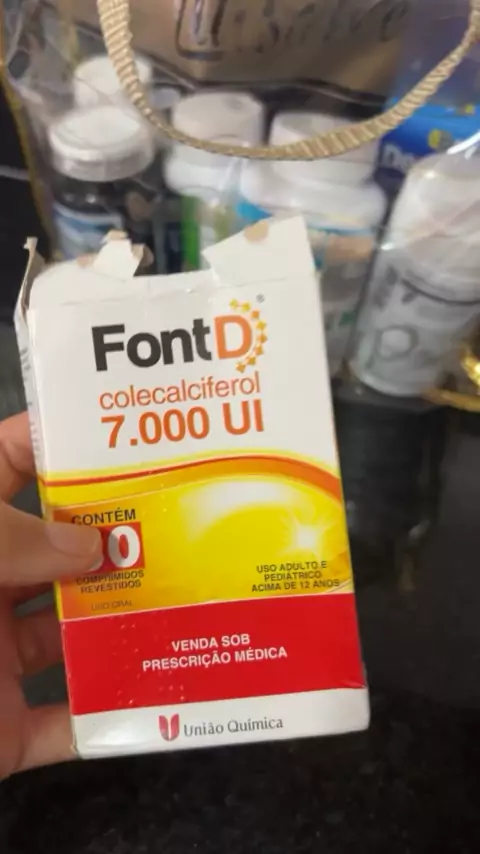 FontD®
colecalciferol
7.000 UI
CONTÉM
0
COMPRIMIDOS
REVESTIDOS
USO ORAL
USO ADULTO E
PEDIÁTRICO
ACIMA DE 12 ANOS
VENDA SOB
PRESCRIÇÃO MÉDICA
União Química